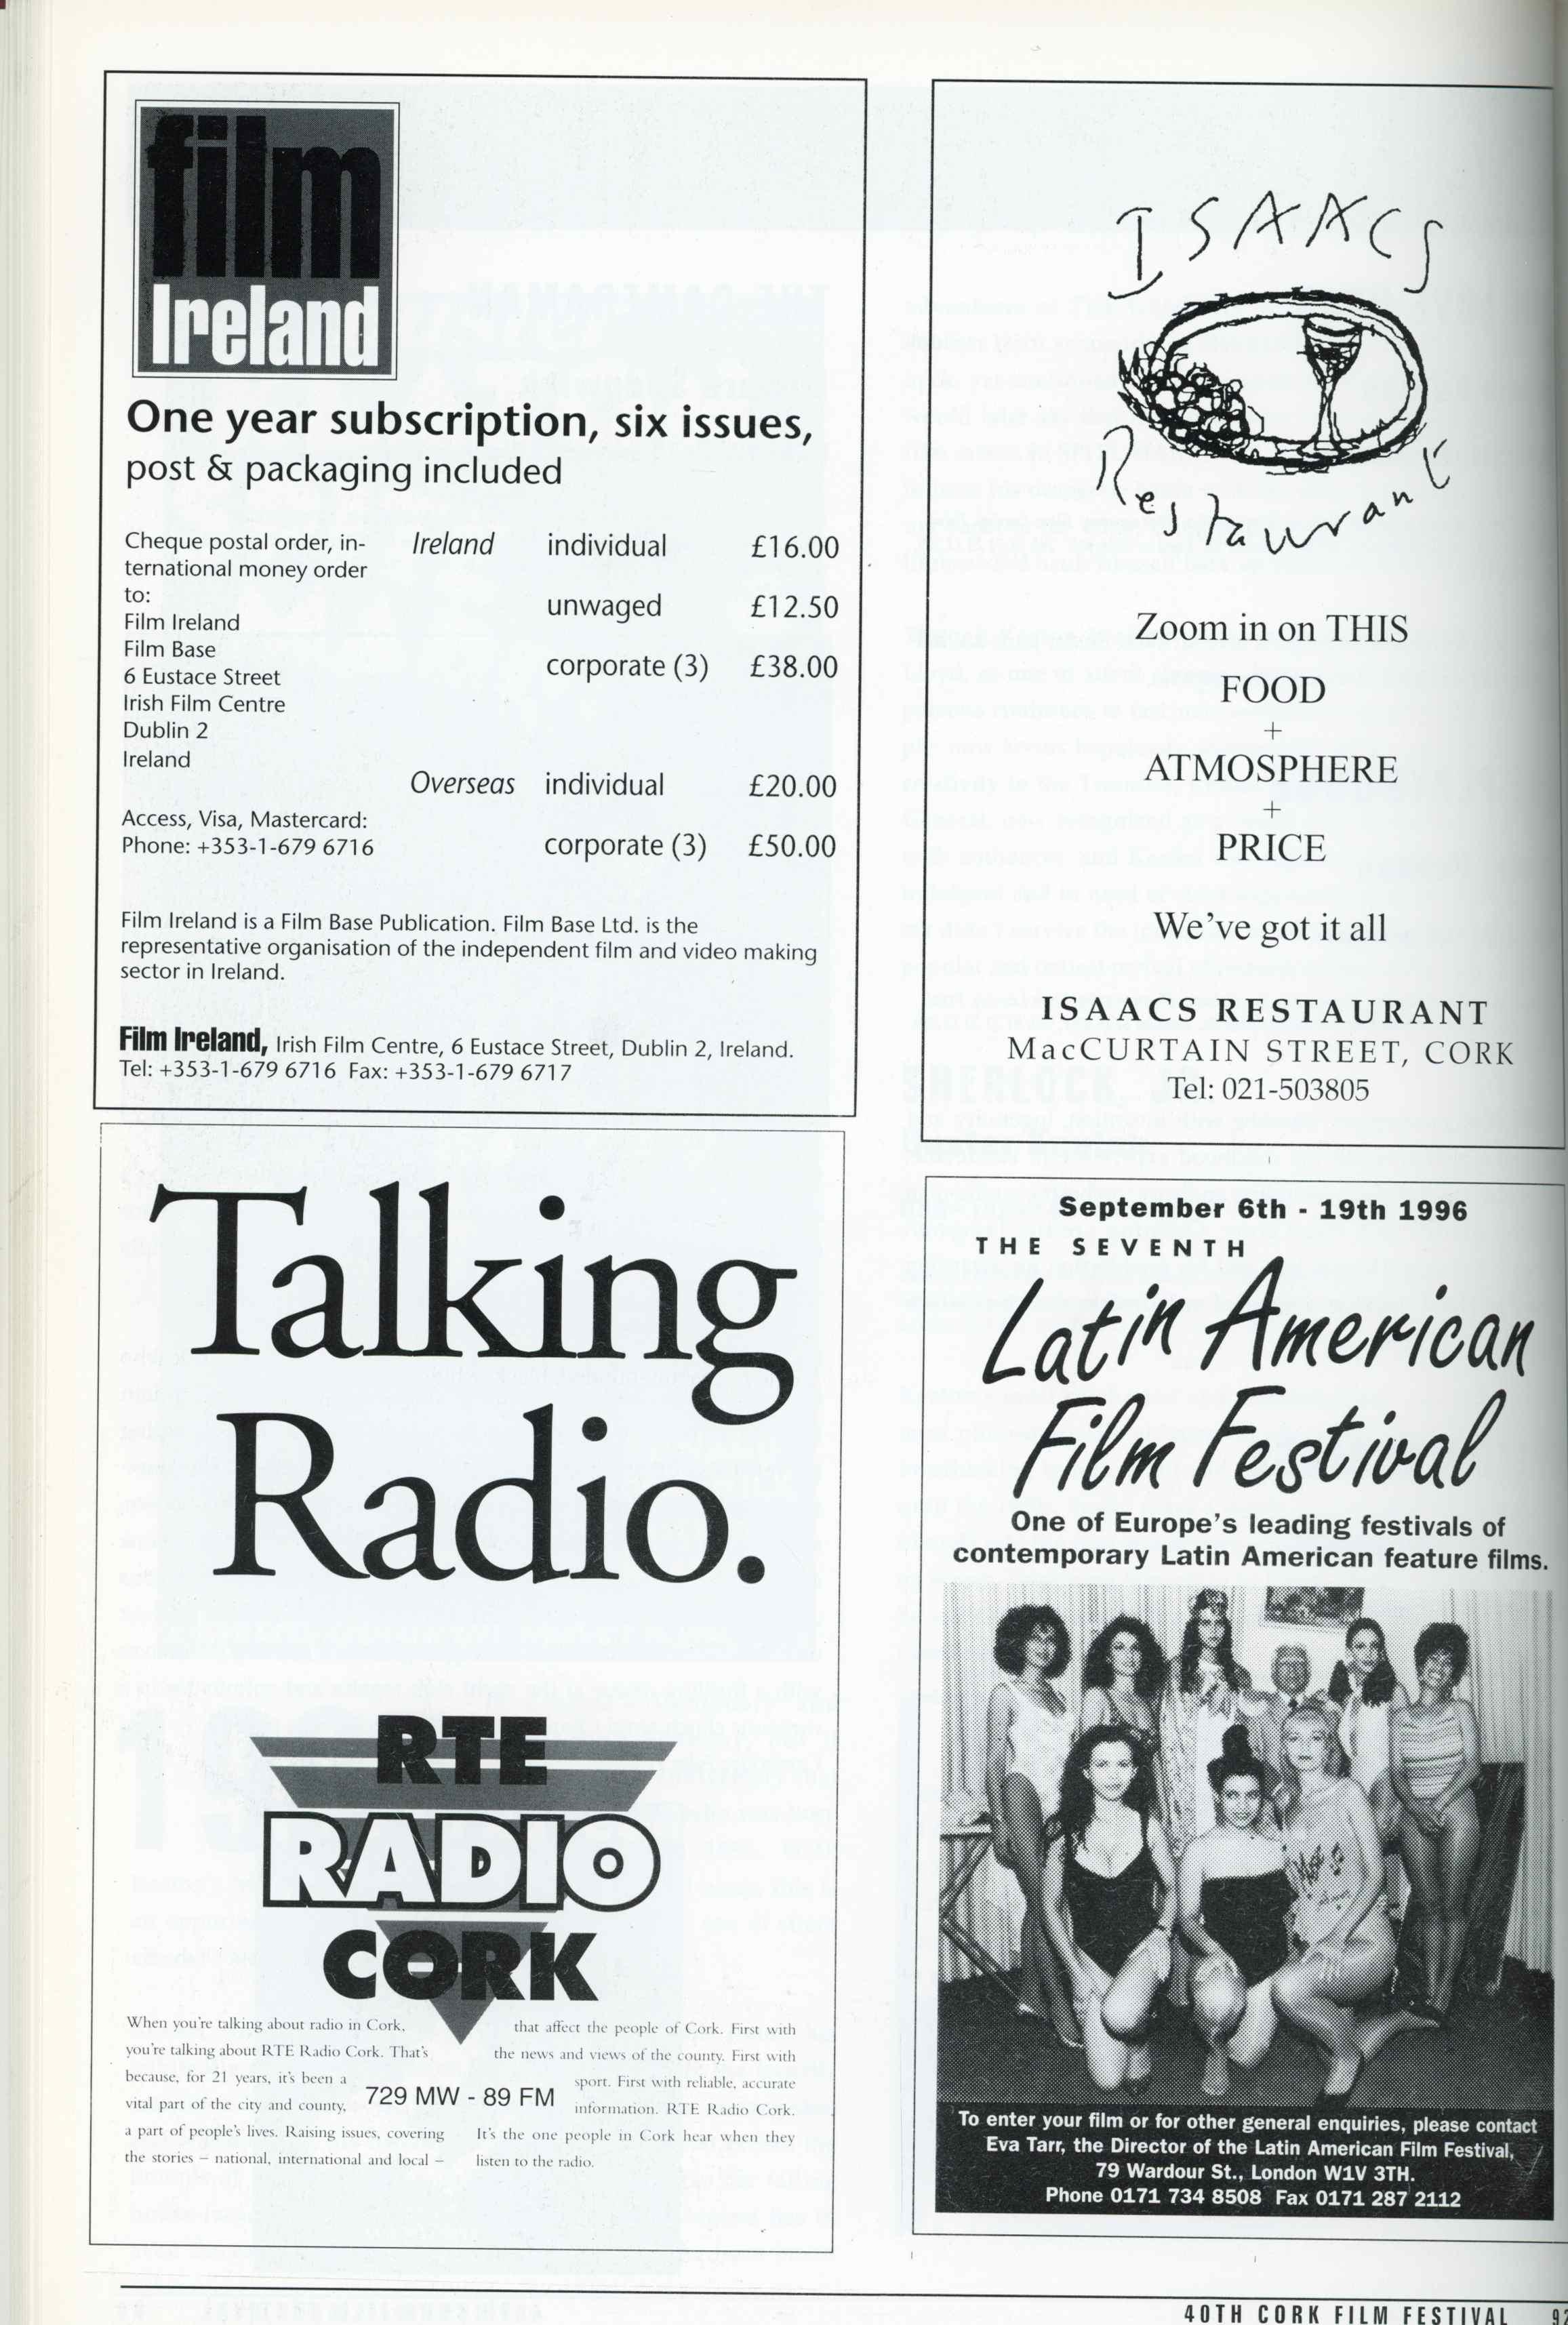 film
Ireland
One year subscription, six issues,
post & packaging included
Cheque postal order, in-
ternational money order
to:
Film Ireland
Film Base
6 Eustace Street
Irish Film Centre
Dublin 2
Ireland
Access, Visa, Mastercard:
Phone: +353-1-679 6716
Ireland individual £16.00
unwaged £12.50
corporate (3) £38.00
Overseas individual £20.00
corporate (3) £50.00
Film Ireland is a Film Base Publication. Film Base Ltd. is the
representative organisation of the independent film and video making
sector in Ireland.
Film Ireland, Irish Film Centre, 6 Eustace Street, Dublin 2, Ireland.
Tel: +353-1-679 6716 Fax: +353-1-679 6717
ISAACS
Restaurant
Zoom in on THIS
FOOD
+
ATMOSPHERE
+
PRICE
We've got it all
ISAACS RESTAURANT
MacCURTAIN STREET, CORK
Tel: 021-503805
Talking
Radio.
RTE
RADIO
CORK
When you're talking about radio in Cork,
you're talking about RTE Radio Cork. That's
because, for 21 years, it's been a
vital part of the city and county,
a part of people's lives. Raising issues, covering
the stories – national, international and local –
729 MW - 89 FM
that affect the people of Cork. First with
the news and views of the county. First with
sport. First with reliable, accurate
information. RTE Radio Cork.
It's the one people in Cork hear when they
listen to the radio.
September 6th - 19th 1996
THE SEVENTH
Latin American
Film Festival
One of Europe's leading festivals of
contemporary Latin American feature films.
To enter your film or for other general enquiries, please contact
Eva Tarr, the Director of the Latin American Film Festival,
79 Wardour St., London W1V 3TH.
Phone 0171 734 8508 Fax 0171 287 2112
40TH CORK FILM FESTIVAL